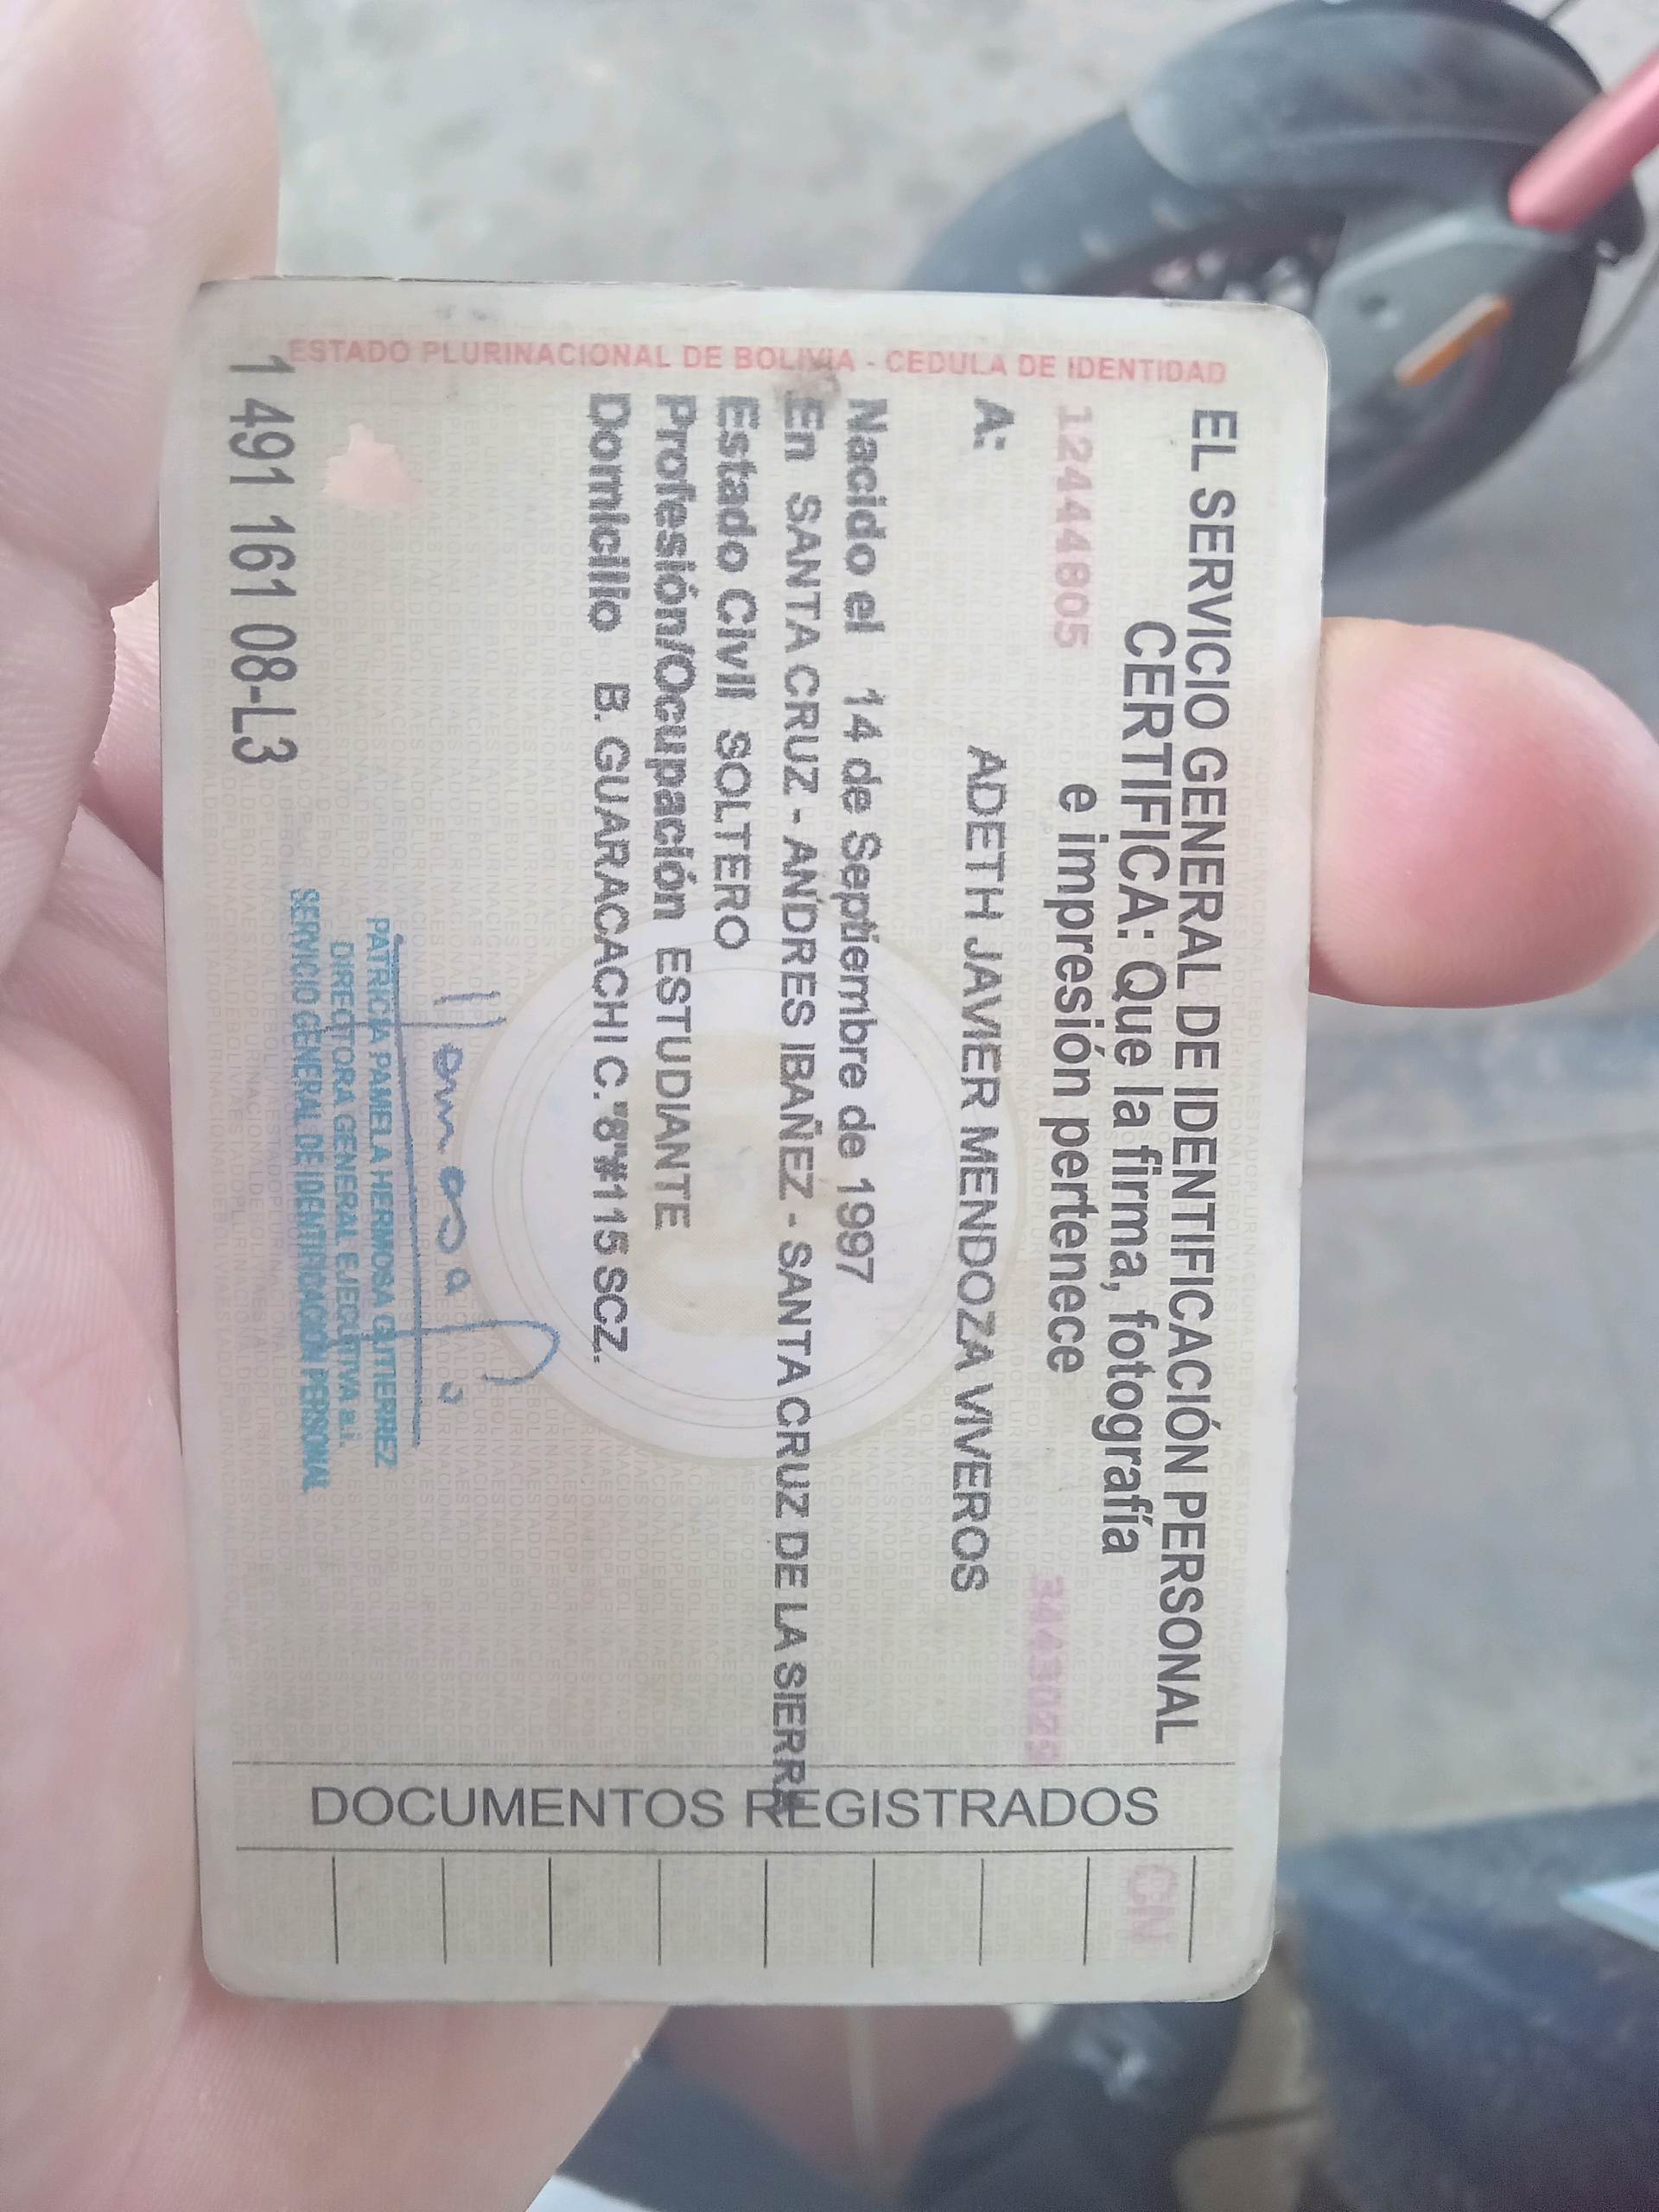 ESTADO PLURINACIONAL DE BOLIVIA - CEDULA DE IDENTIDAD
EL SERVICIO GENERAL DE IDENTIFICACIÓN PERSONAL
CERTIFICA: Que la firma, fotografía
e impresión pertenece
A: ADETH JAVIER MENDOZA VIVEROS
Nacido el 14 de Septiembre de 1997
En SANTA CRUZ - ANDRES IBAÑEZ - SANTA CRUZ DE LA SIERRA
Estado Civil SOLTERO
Profesión/Ocupación ESTUDIANTE
Domicilio B. GUARACACHI C."8"#115 SCZ.
PATRICIA PAMELA HERMOSA GUTIERREZ
DIRECTORA GENERAL EJECUTIVA a.i.
SERVICIO GENERAL DE IDENTIFICACIÓN PERSONAL
1 491 161 08-L3
DOCUMENTOS REGISTRADOS
CN